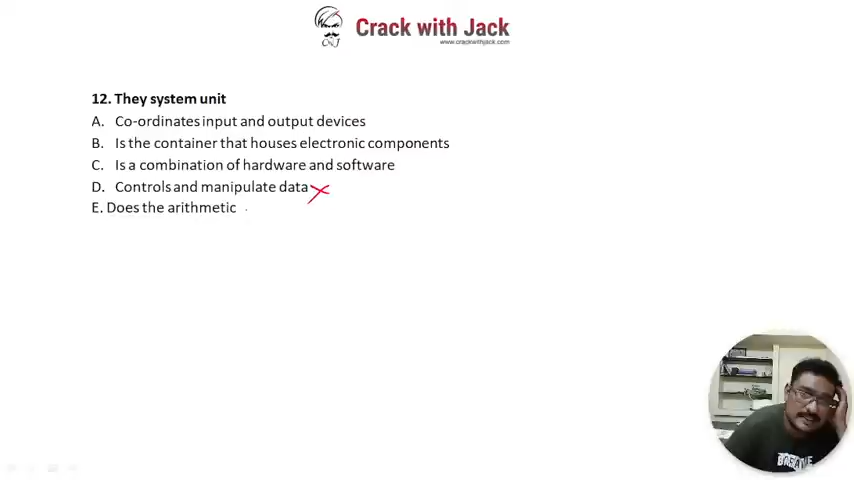 Crack with Jack
www.crackwithjack.com
12. They system unit
A. Co-ordinates input and output devices
B. Is the container that houses electronic components
C. Is a combination of hardware and software
D. Controls and manipulate data
E. Does the arithmetic